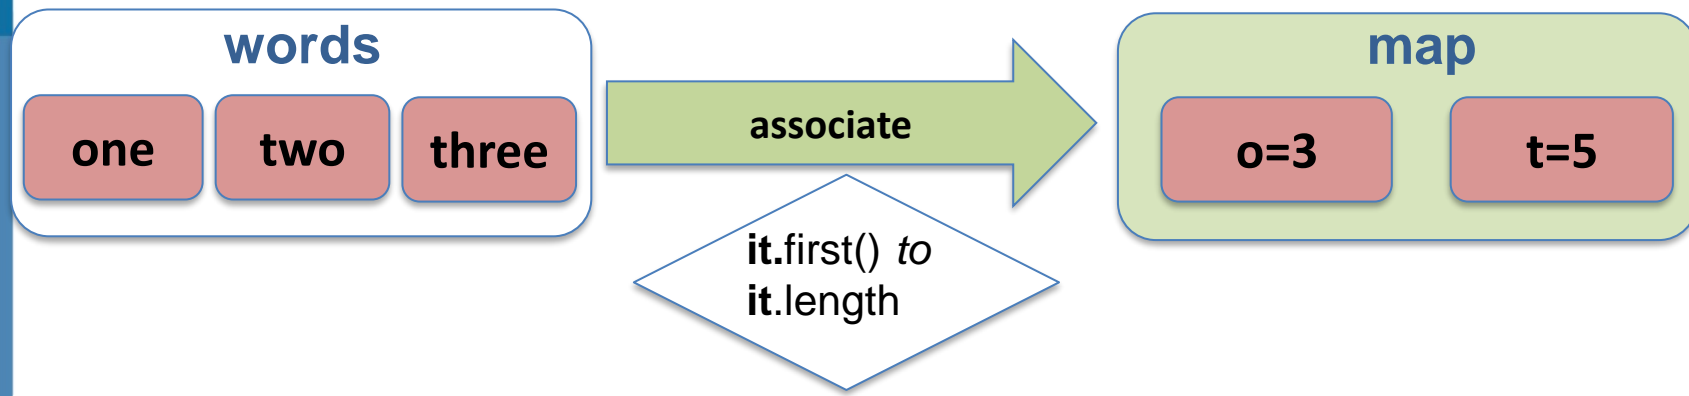 words
one two three
associate
it.first() to
it.length
map
o=3 t=5